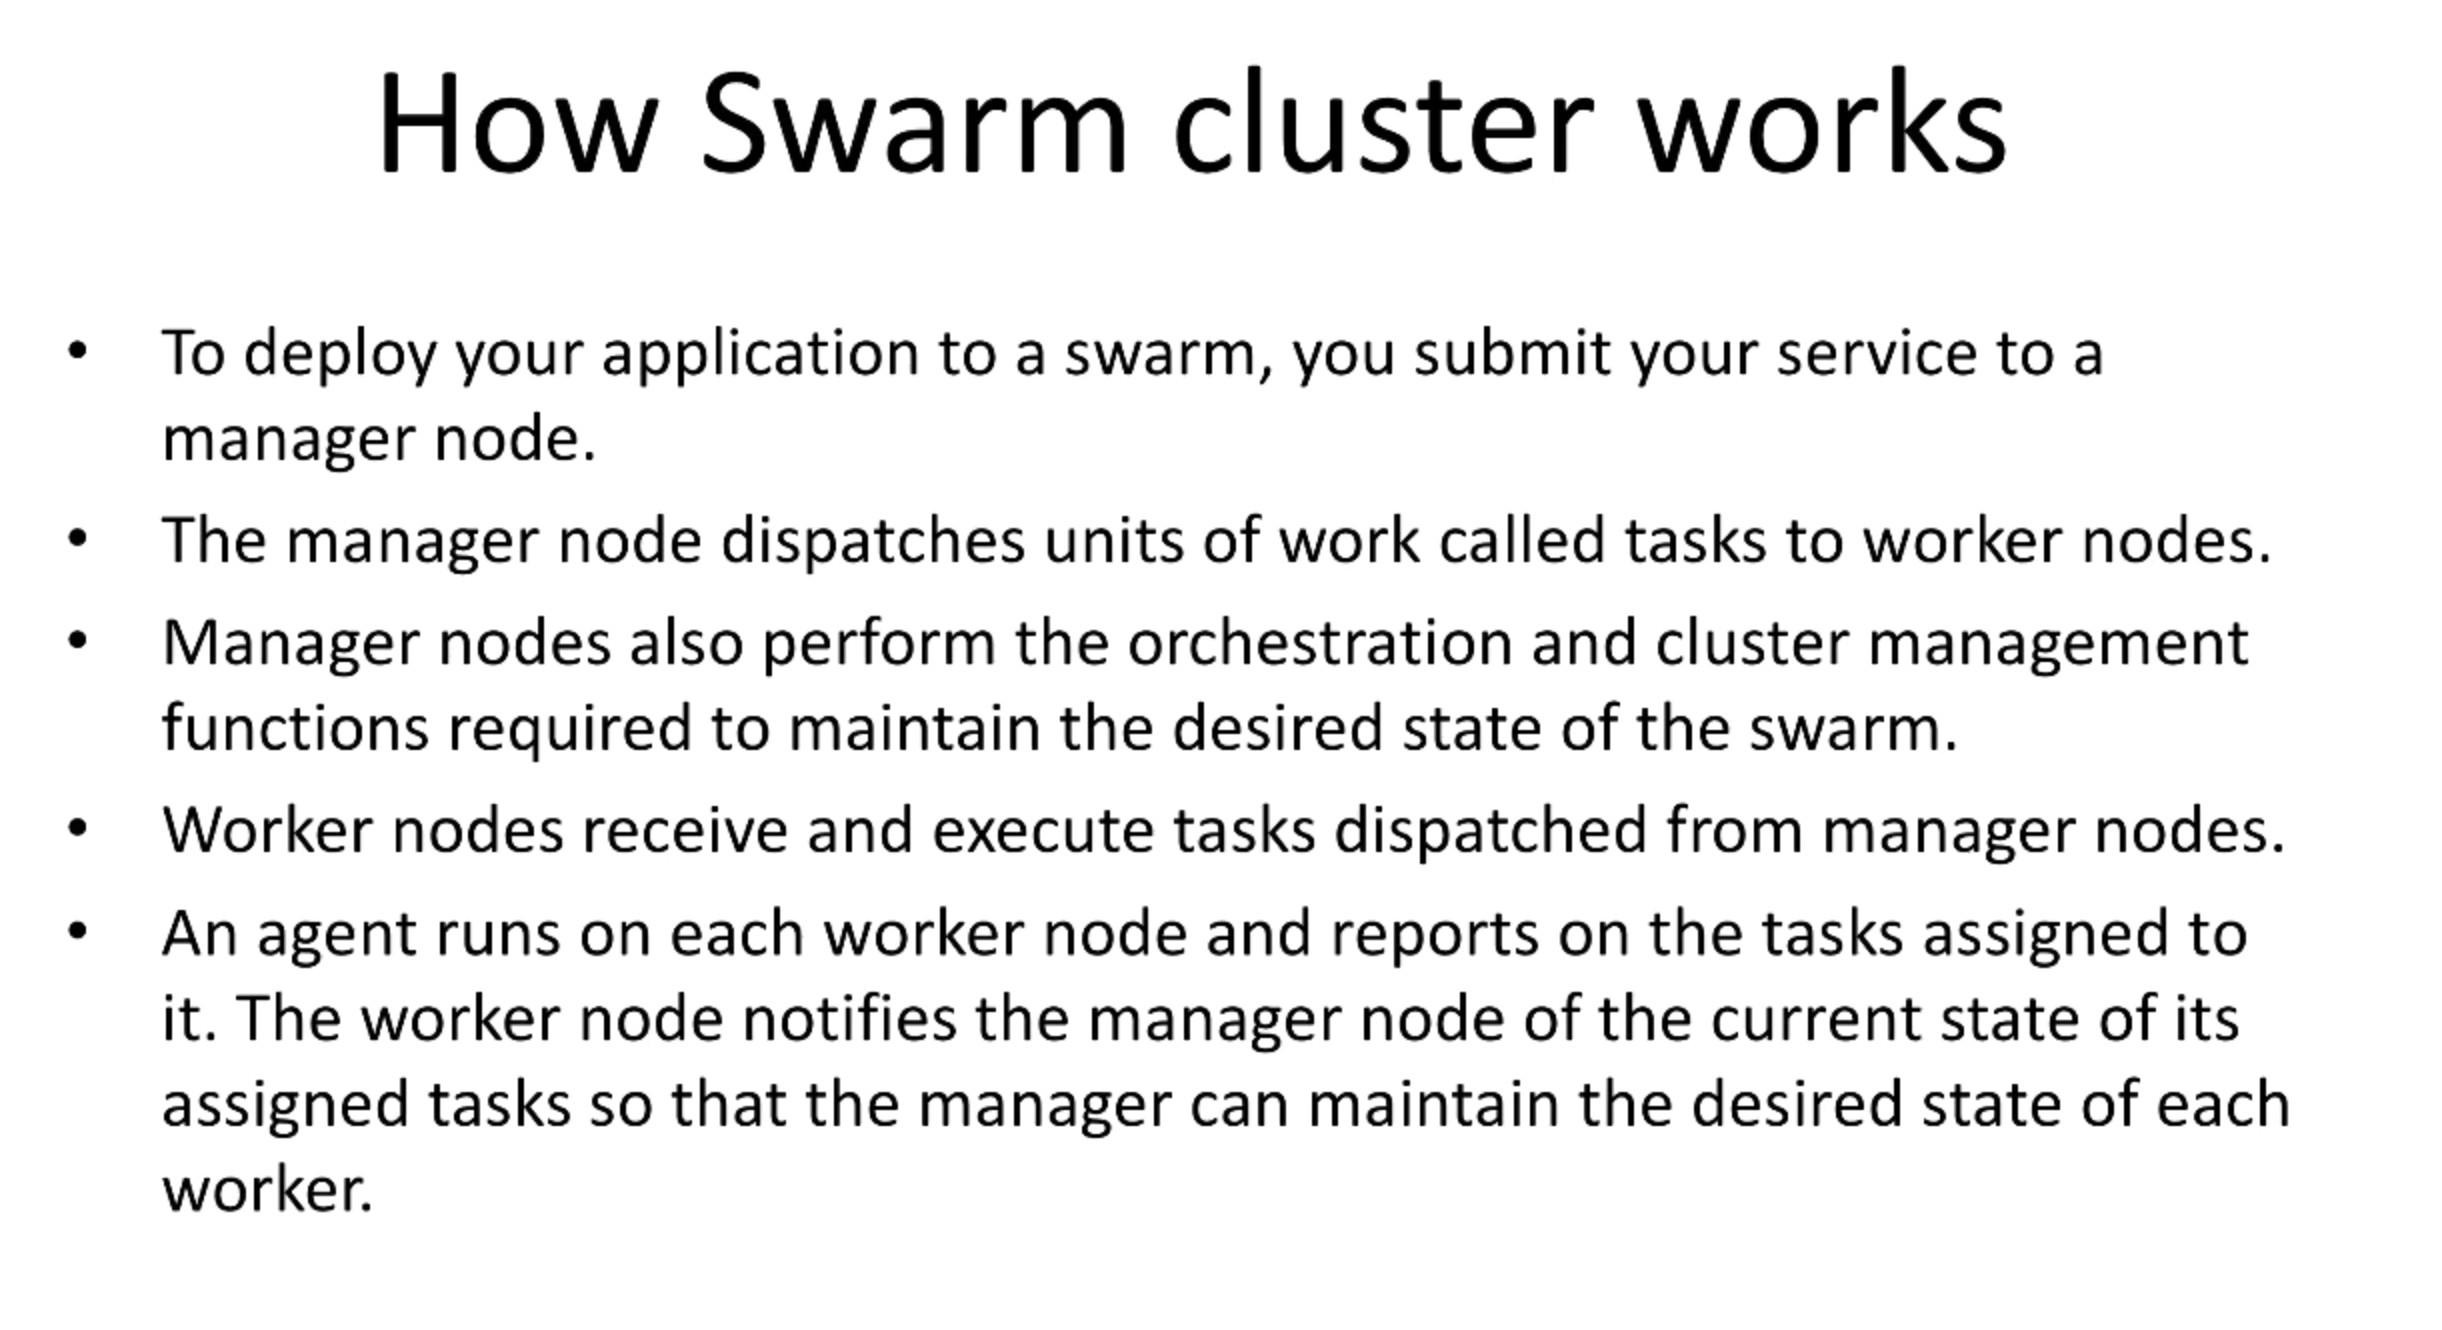 How Swarm cluster works
• To deploy your application to a swarm, you submit your service to a
manager node.
• The manager node dispatches units of work called tasks to worker nodes.
• Manager nodes also perform the orchestration and cluster management
functions required to maintain the desired state of the swarm.
• Worker nodes receive and execute tasks dispatched from manager nodes.
• An agent runs on each worker node and reports on the tasks assigned to
it. The worker node notifies the manager node of the current state of its
assigned tasks so that the manager can maintain the desired state of each
worker.